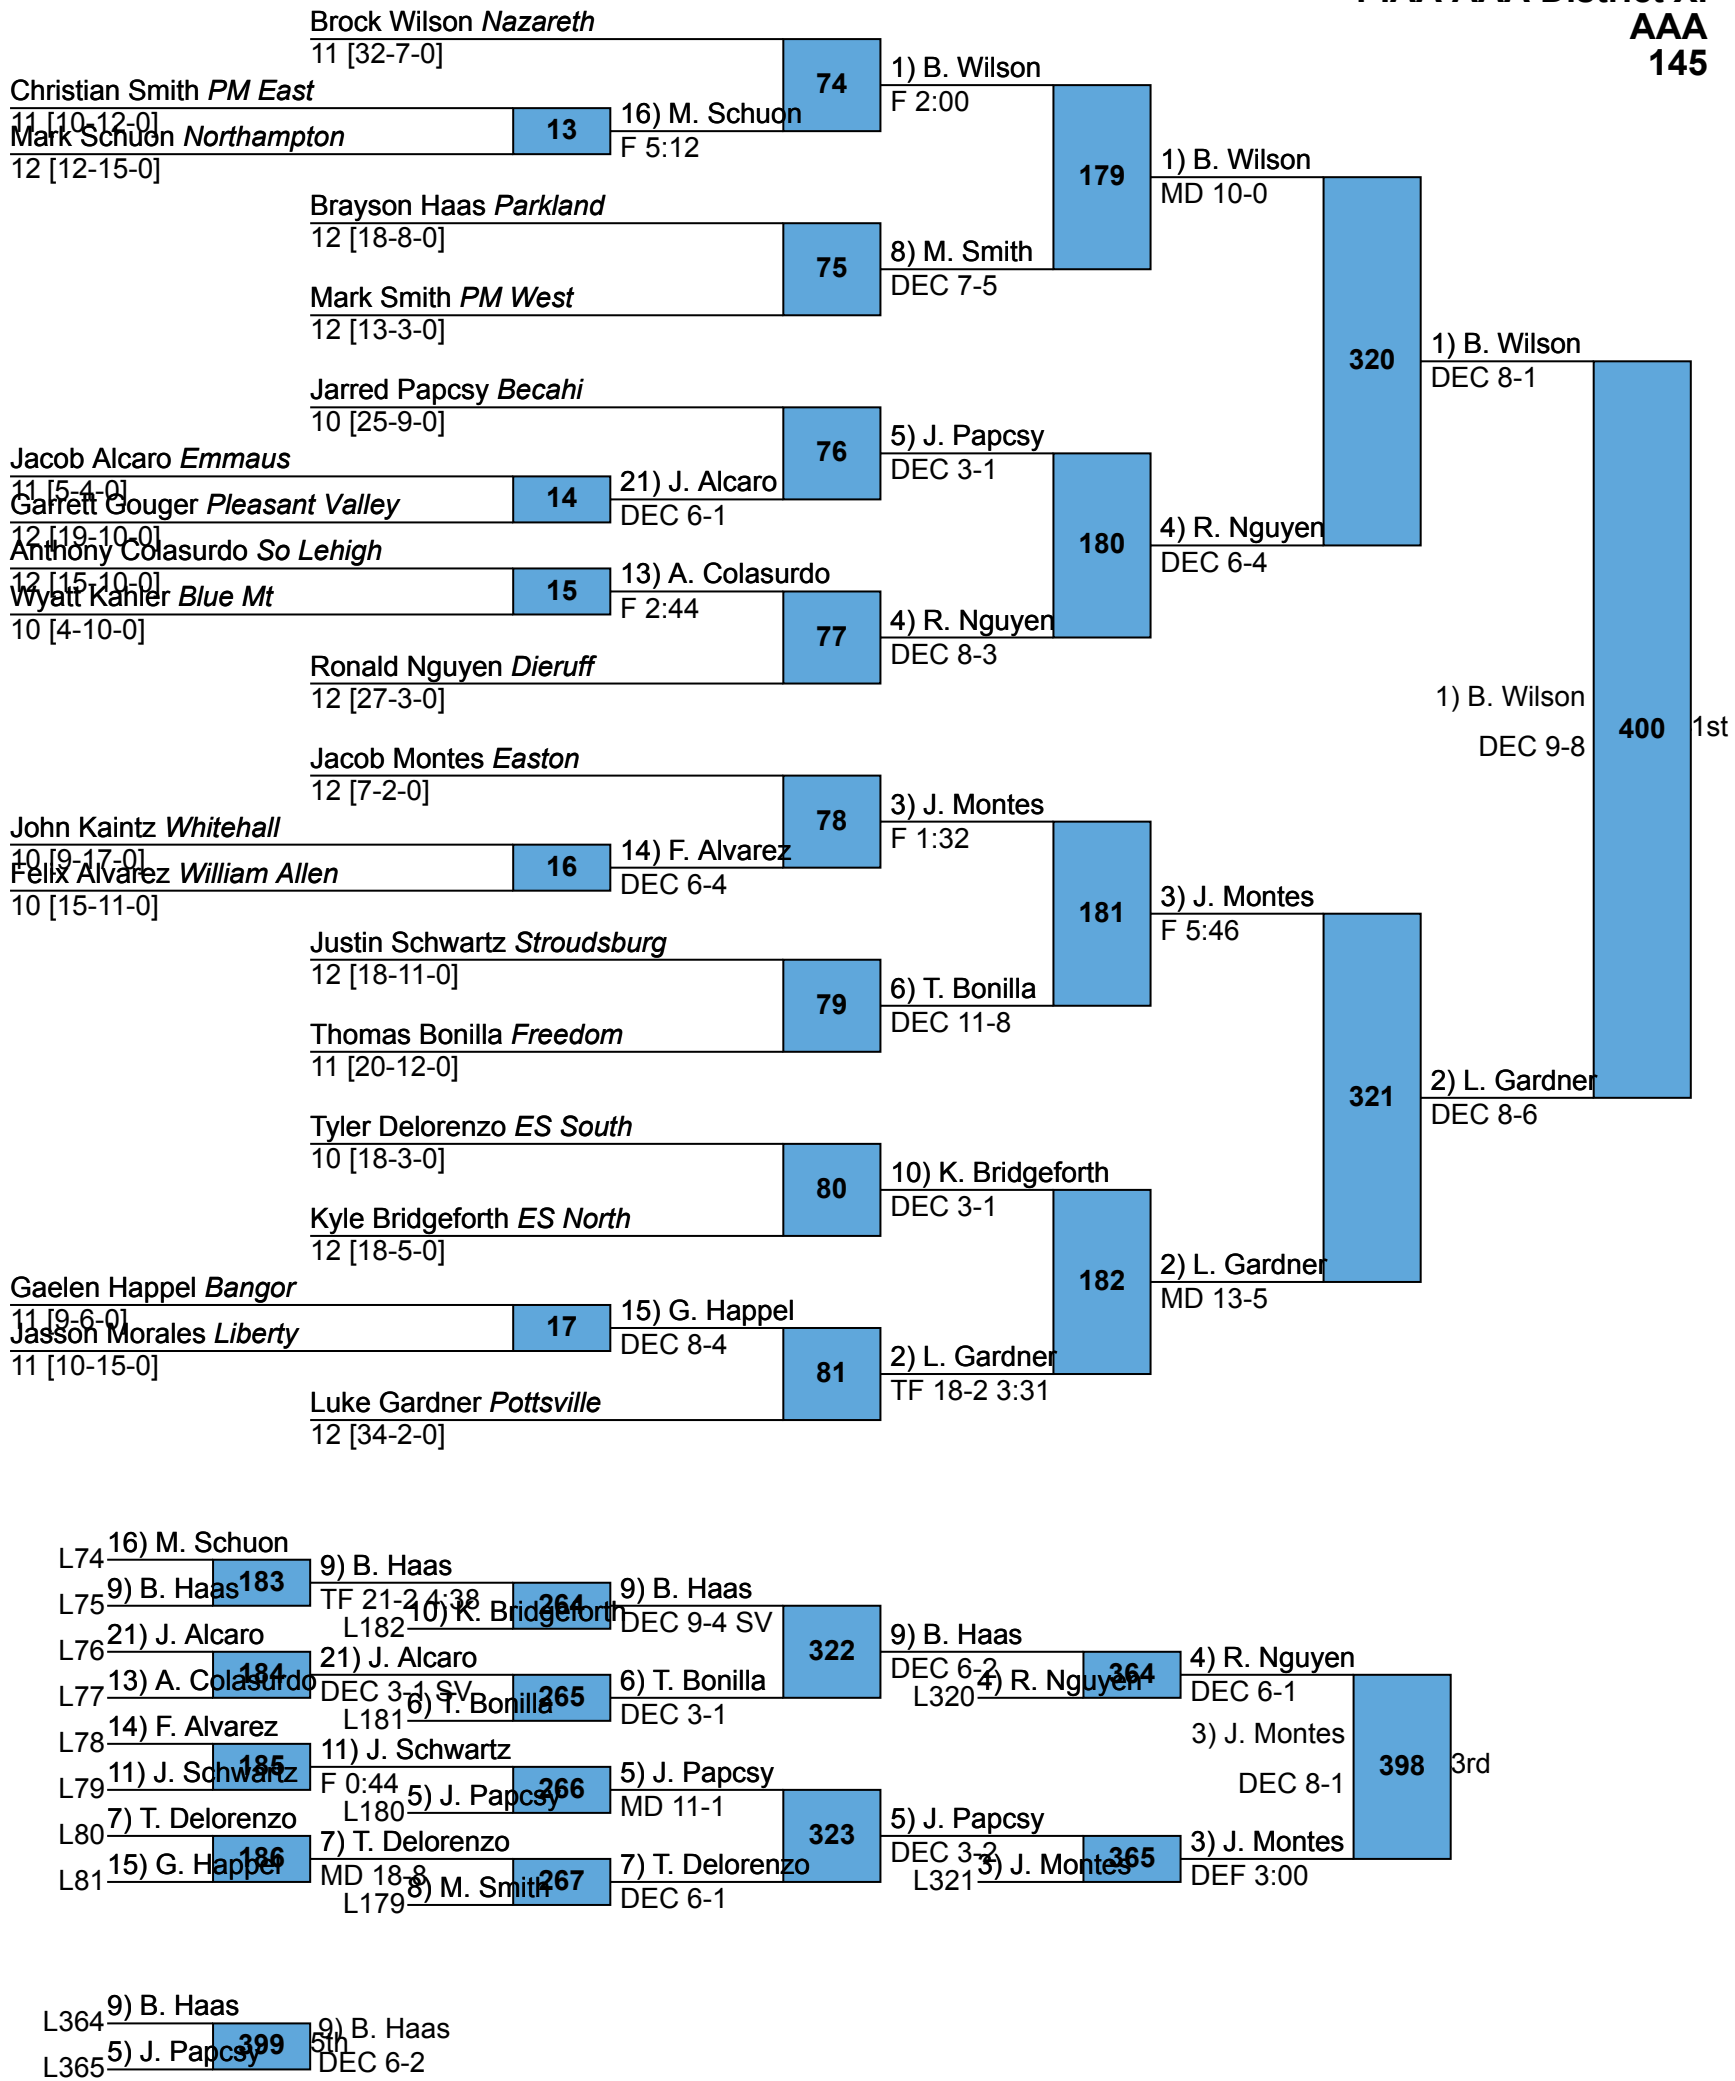 AAA
145
Brock Wilson Nazareth
11 [32-7-0]
74
1) B. Wilson
F 2:00
Christian Smith PM East
11 [10-12-0]
Mark Schuon Northampton
12 [12-15-0]
13
16) M. Schuon
F 5:12
179
1) B. Wilson
MD 10-0
Brayson Haas Parkland
12 [18-8-0]
75
8) M. Smith
DEC 7-5
Mark Smith PM West
12 [13-3-0]
320
1) B. Wilson
DEC 8-1
Jarred Papcsy Becahi
10 [25-9-0]
76
5) J. Papcsy
DEC 3-1
Jacob Alcaro Emmaus
11 [5-4-0]
Garrett Gouger Pleasant Valley
12 [19-10-0]
14
21) J. Alcaro
DEC 6-1
180
4) R. Nguyen
DEC 6-4
Anthony Colasurdo So Lehigh
12 [15-10-0]
Wyatt Kahler Blue Mt
10 [4-10-0]
15
13) A. Colasurdo
F 2:44
77
4) R. Nguyen
DEC 8-3
Ronald Nguyen Dieruff
12 [27-3-0]
1) B. Wilson
DEC 9-8
400
1st
Jacob Montes Easton
12 [7-2-0]
78
3) J. Montes
F 1:32
John Kaintz Whitehall
10 [9-17-0]
Felix Alvarez William Allen
10 [15-11-0]
16
14) F. Alvarez
DEC 6-4
181
3) J. Montes
F 5:46
Justin Schwartz Stroudsburg
12 [18-11-0]
79
6) T. Bonilla
DEC 11-8
Thomas Bonilla Freedom
11 [20-12-0]
321
2) L. Gardner
DEC 8-6
Tyler Delorenzo ES South
10 [18-3-0]
80
10) K. Bridgeforth
DEC 3-1
Kyle Bridgeforth ES North
12 [18-5-0]
182
2) L. Gardner
MD 13-5
Gaelen Happel Bangor
11 [9-6-0]
Jasson Morales Liberty
11 [10-15-0]
17
15) G. Happel
DEC 8-4
81
2) L. Gardner
TF 18-2 3:31
Luke Gardner Pottsville
12 [34-2-0]
L74 16) M. Schuon
L75 9) B. Haas
183
9) B. Haas
TF 21-2 4:38
L182 10) K. Bridgeforth
264
9) B. Haas
DEC 9-4 SV
L76 21) J. Alcaro
L77 13) A. Colasurdo
184
21) J. Alcaro
DEC 3-1 SV
L181 6) T. Bonilla
265
6) T. Bonilla
DEC 3-1
322
9) B. Haas
DEC 6-2
L320 4) R. Nguyen
364
4) R. Nguyen
DEC 6-1
L78 14) F. Alvarez
L79 11) J. Schwartz
185
11) J. Schwartz
F 0:44
L180 5) J. Papcsy
266
5) J. Papcsy
MD 11-1
3) J. Montes
DEC 8-1
398
3rd
L80 7) T. Delorenzo
L81 15) G. Happel
186
7) T. Delorenzo
MD 18-8
L179 8) M. Smith
267
7) T. Delorenzo
DEC 6-1
323
5) J. Papcsy
DEC 3-2
L321 3) J. Montes
365
3) J. Montes
DEF 3:00
L364 9) B. Haas
L365 5) J. Papcsy
399
5th
9) B. Haas
DEC 6-2